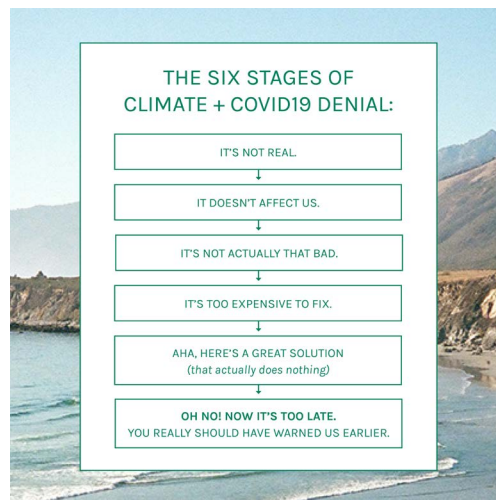 THE SIX STAGES OF
CLIMATE + COVID19 DENIAL:
IT'S NOT REAL.
IT DOESN'T AFFECT US.
IT'S NOT ACTUALLY THAT BAD.
IT'S TOO EXPENSIVE TO FIX.
AHA, HERE'S A GREAT SOLUTION
(that actually does nothing)
OH NO! NOW IT'S TOO LATE.
YOU REALLY SHOULD HAVE WARNED US EARLIER.